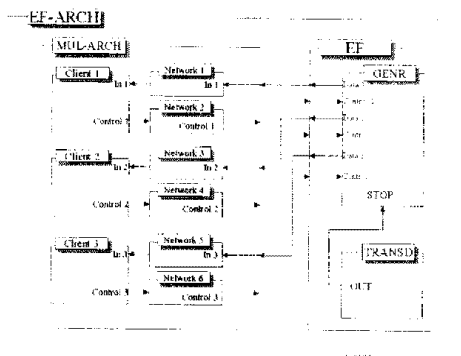 EF-ARCH
MUL-ARCH
EF
Client 1
Network 1
GENR
In 1
In 1
Network 2
Control 1
Control 1
Client 2
Network 3
In 2
In 2
Network 4
Control 2
Control 2
STOP
Client 3
Network 5
In 3
In 3
TRANSD
Network 6
OUT
Control 3
Control 3